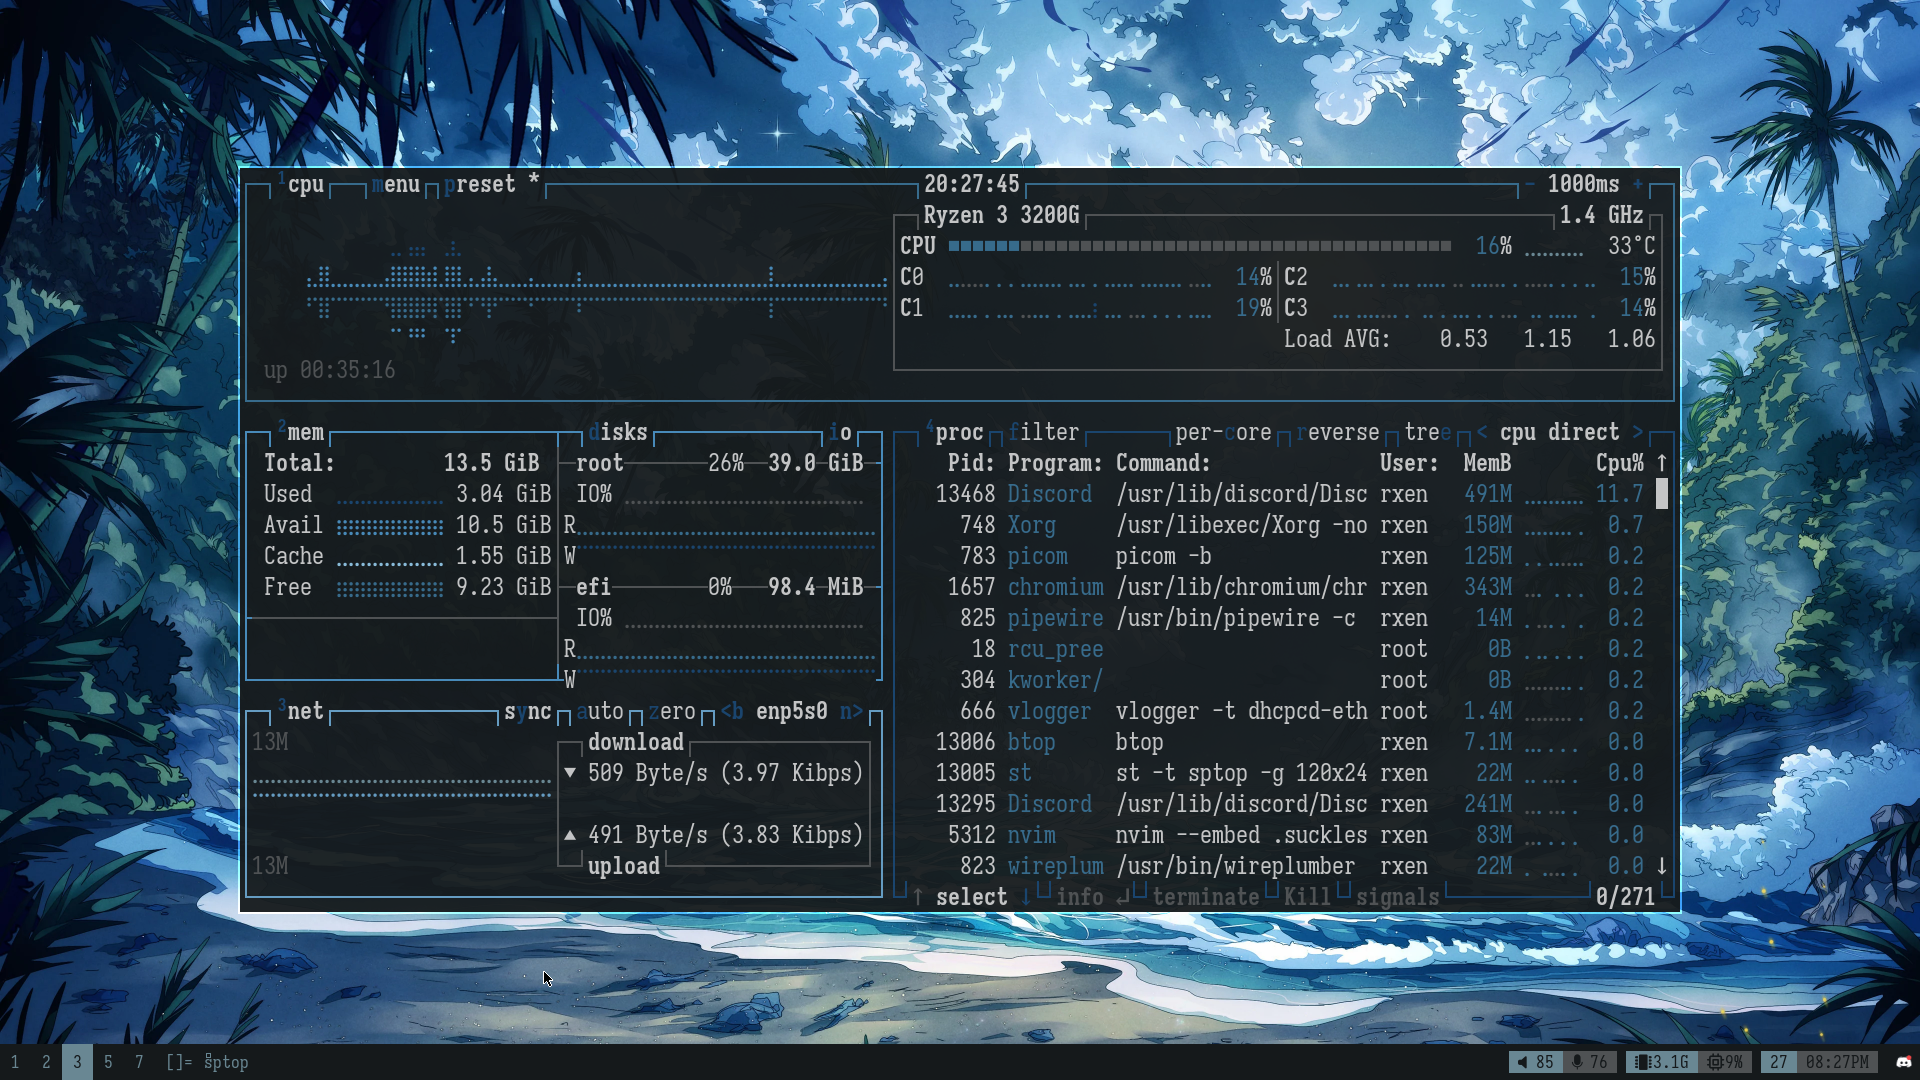 1cpu menu preset * 20:27:45 - 1000ms +
Ryzen 3 3200G 1.4 GHz
CPU 16% 33°C
C0 14% C2 15%
C1 19% C3 14%
Load AVG: 0.53 1.15 1.06
up 00:35:16
2mem disks io
Total: 13.5 GiB
Used 3.04 GiB
Avail 10.5 GiB
Cache 1.55 GiB
Free 9.23 GiB
root 26% 39.0 GiB
IO%
R
W
efi 0% 98.4 MiB
IO%
R
W
3net sync auto zero <b enp5s0 n>
13M
download
▼ 509 Byte/s (3.97 Kibps)
▲ 491 Byte/s (3.83 Kibps)
13M
upload
4proc filter per-core reverse tree < cpu direct >
Pid: Program: Command: User: MemB Cpu% ↑
13468 Discord /usr/lib/discord/Disc rxen 491M 11.7
748 Xorg /usr/libexec/Xorg -no rxen 150M 0.7
783 picom picom -b rxen 125M 0.2
1657 chromium /usr/lib/chromium/chr rxen 343M 0.2
825 pipewire /usr/bin/pipewire -c rxen 14M 0.2
18 rcu_pree root 0B 0.2
304 kworker/ root 0B 0.2
666 vlogger vlogger -t dhcpcd-eth root 1.4M 0.2
13006 btop btop rxen 7.1M 0.0
13005 st st -t sptop -g 120x24 rxen 22M 0.0
13295 Discord /usr/lib/discord/Disc rxen 241M 0.0
5312 nvim nvim --embed .suckles rxen 83M 0.0
823 wireplum /usr/bin/wireplumber rxen 22M 0.0 ↓
↑ select ↓ info ↵ terminate Kill signals 0/271
1 2 3 5 7 []= sptop 85 76 3.1G 9% 27 08:27PM